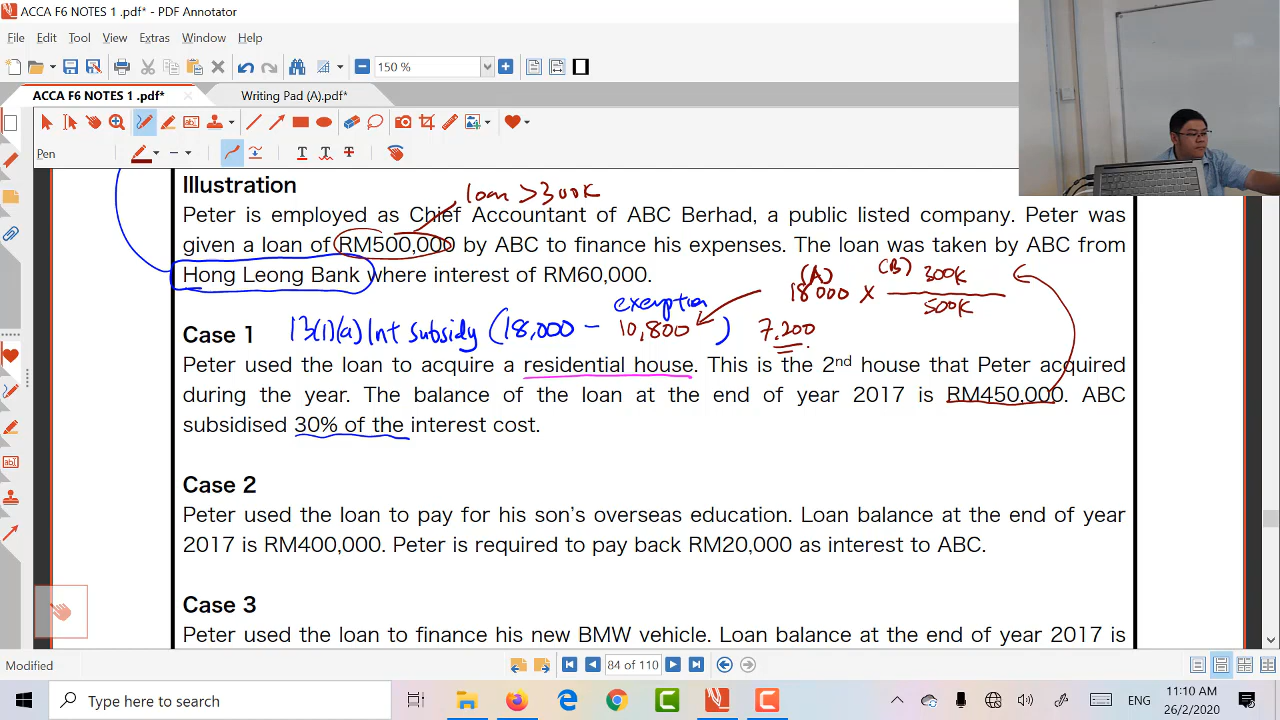 ACCA F6 NOTES 1 .pdf* - PDF Annotator
File Edit Tool View Extras Window Help
150 %
ACCA F6 NOTES 1 .pdf* Writing Pad (A).pdf*
Pen
Illustration
loan >300K
Peter is employed as Chief Accountant of ABC Berhad, a public listed company. Peter was
given a loan of RM500,000 by ABC to finance his expenses. The loan was taken by ABC from
Hong Leong Bank where interest of RM60,000.
(A) (B) 300K
18 000 x
500K
exemption
Case 1 13(1)(a) Int subsidy (18,000 - 10,800 ) 7,200
Peter used the loan to acquire a residential house. This is the 2nd house that Peter acquired
during the year. The balance of the loan at the end of year 2017 is RM450,000. ABC
subsidised 30% of the interest cost.
Case 2
Peter used the loan to pay for his son's overseas education. Loan balance at the end of year
2017 is RM400,000. Peter is required to pay back RM20,000 as interest to ABC.
Case 3
Peter used the loan to finance his new BMW vehicle. Loan balance at the end of year 2017 is
Modified 84 of 110
Type here to search ENG 11:10 AM
26/2/2020